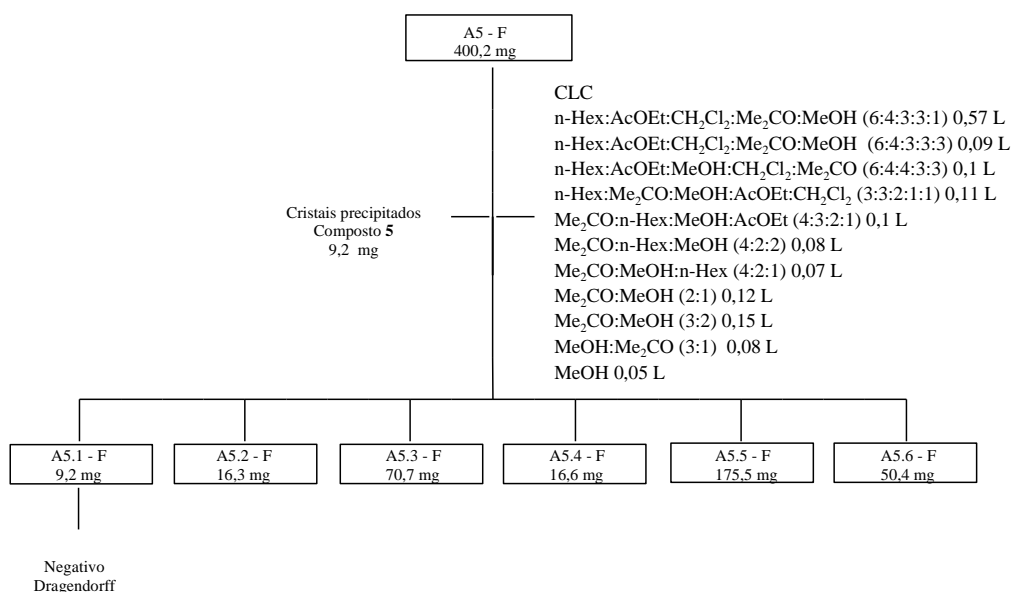 A5 - F
400,2 mg
CLC
n-Hex:AcOEt:CH₂Cl₂:Me₂CO:MeOH (6:4:3:3:1) 0,57 L
n-Hex:AcOEt:CH₂Cl₂:Me₂CO:MeOH (6:4:3:3:3) 0,09 L
n-Hex:AcOEt:MeOH:CH₂Cl₂:Me₂CO (6:4:4:3:3) 0,1 L
n-Hex:Me₂CO:MeOH:AcOEt:CH₂Cl₂ (3:3:2:1:1) 0,11 L
Me₂CO:n-Hex:MeOH:AcOEt (4:3:2:1) 0,1 L
Me₂CO:n-Hex:MeOH (4:2:2) 0,08 L
Me₂CO:MeOH:n-Hex (4:2:1) 0,07 L
Me₂CO:MeOH (2:1) 0,12 L
Me₂CO:MeOH (3:2) 0,15 L
MeOH:Me₂CO (3:1) 0,08 L
MeOH 0,05 L
Cristais precipitados
Composto 5
9,2 mg
A5.1 - F
9,2 mg
A5.2 - F
16,3 mg
A5.3 - F
70,7 mg
A5.4 - F
16,6 mg
A5.5 - F
175,5 mg
A5.6 - F
50,4 mg
Negativo
Dragendorff